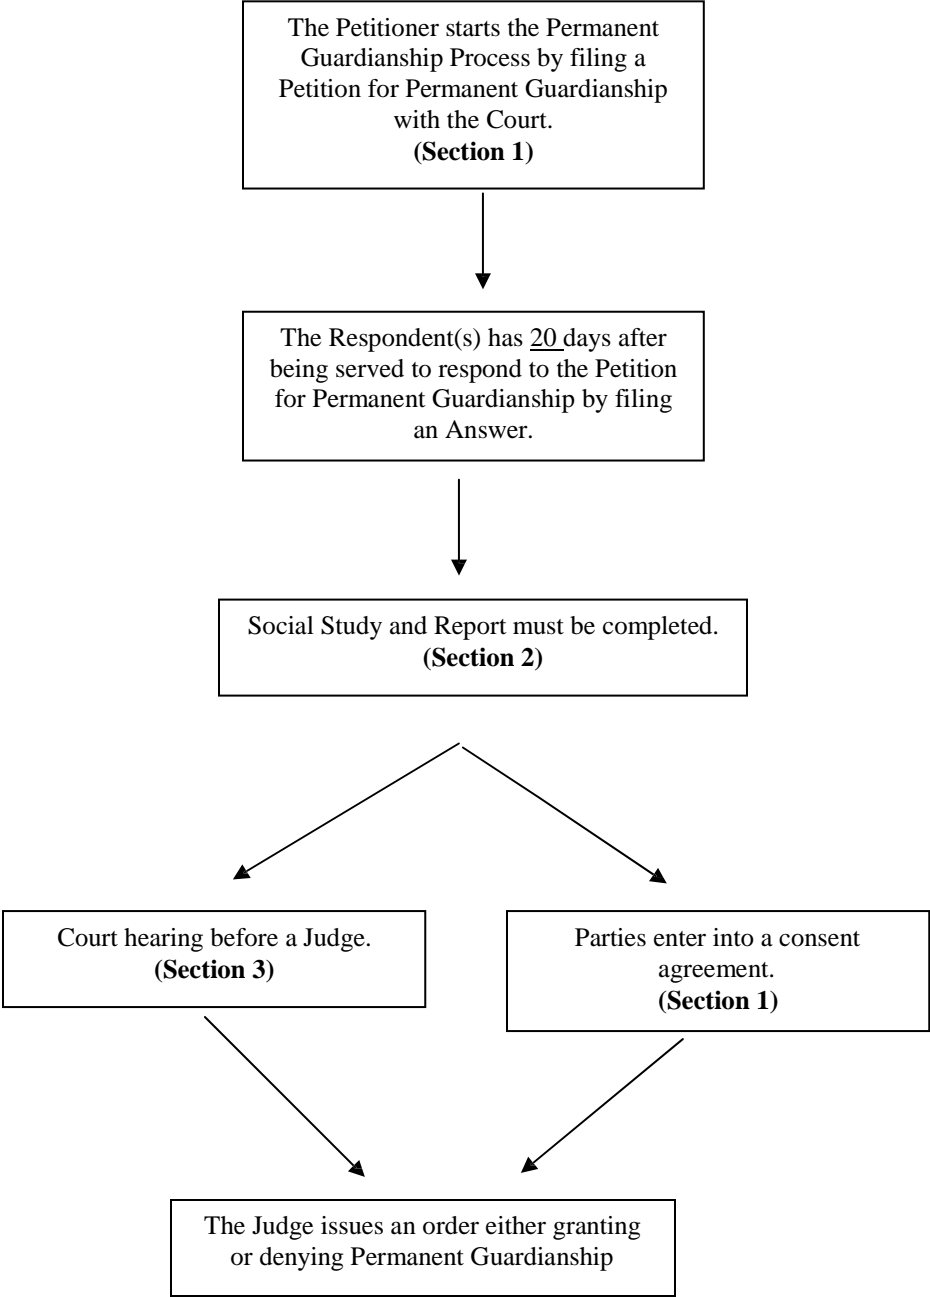 The Petitioner starts the Permanent
Guardianship Process by filing a
Petition for Permanent Guardianship
with the Court.
(Section 1)
The Respondent(s) has 20 days after
being served to respond to the Petition
for Permanent Guardianship by filing
an Answer.
Social Study and Report must be completed.
(Section 2)
Court hearing before a Judge.
(Section 3)
Parties enter into a consent
agreement.
(Section 1)
The Judge issues an order either granting
or denying Permanent Guardianship